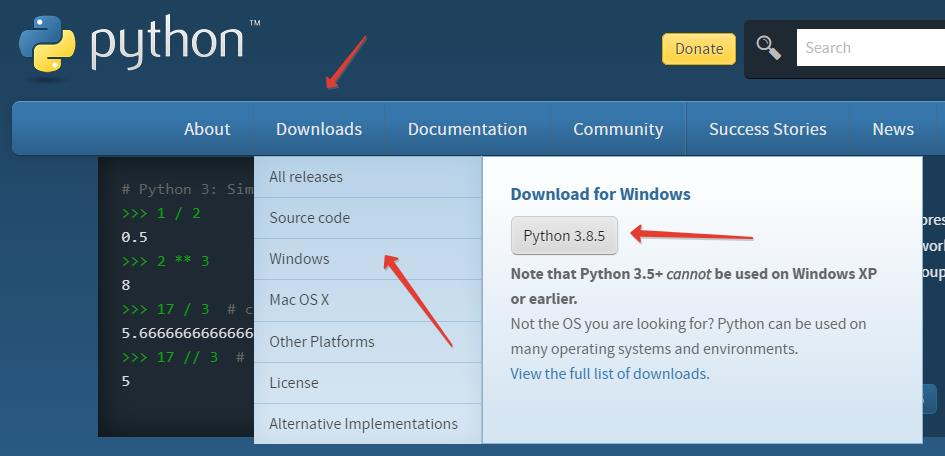 python™
Donate
Search
About
Downloads
Documentation
Community
Success Stories
News
# Python 3: Sim
>>> 1 / 2
0.5
>>> 2 ** 3
8
>>> 17 / 3 # c
5.6666666666666
>>> 17 // 3 #
5
All releases
Source code
Windows
Mac OS X
Other Platforms
License
Alternative Implementations
Download for Windows
Python 3.8.5
Note that Python 3.5+ cannot be used on Windows XP
or earlier.
Not the OS you are looking for? Python can be used on
many operating systems and environments.
View the full list of downloads.